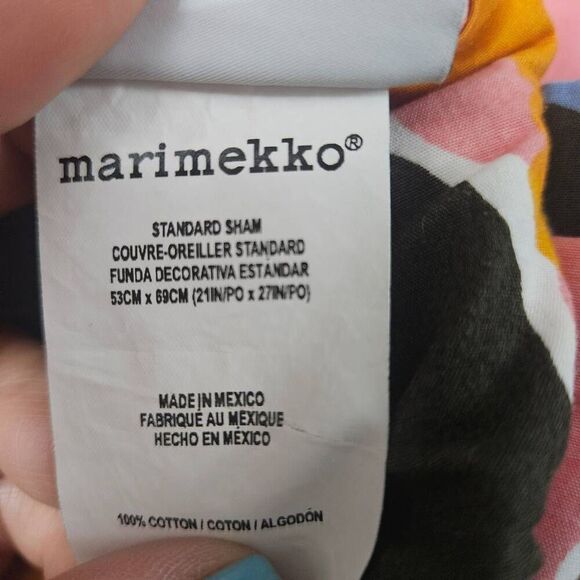 marimekko®
STANDARD SHAM
COUVRE-OREILLER STANDARD
FUNDA DECORATIVA ESTÁNDAR
53CM x 69CM (21IN/PO x 27IN/PO)
MADE IN MEXICO
FABRIQUÉ AU MEXIQUE
HECHO EN MÉXICO
100% COTTON / COTON / ALGODÓN